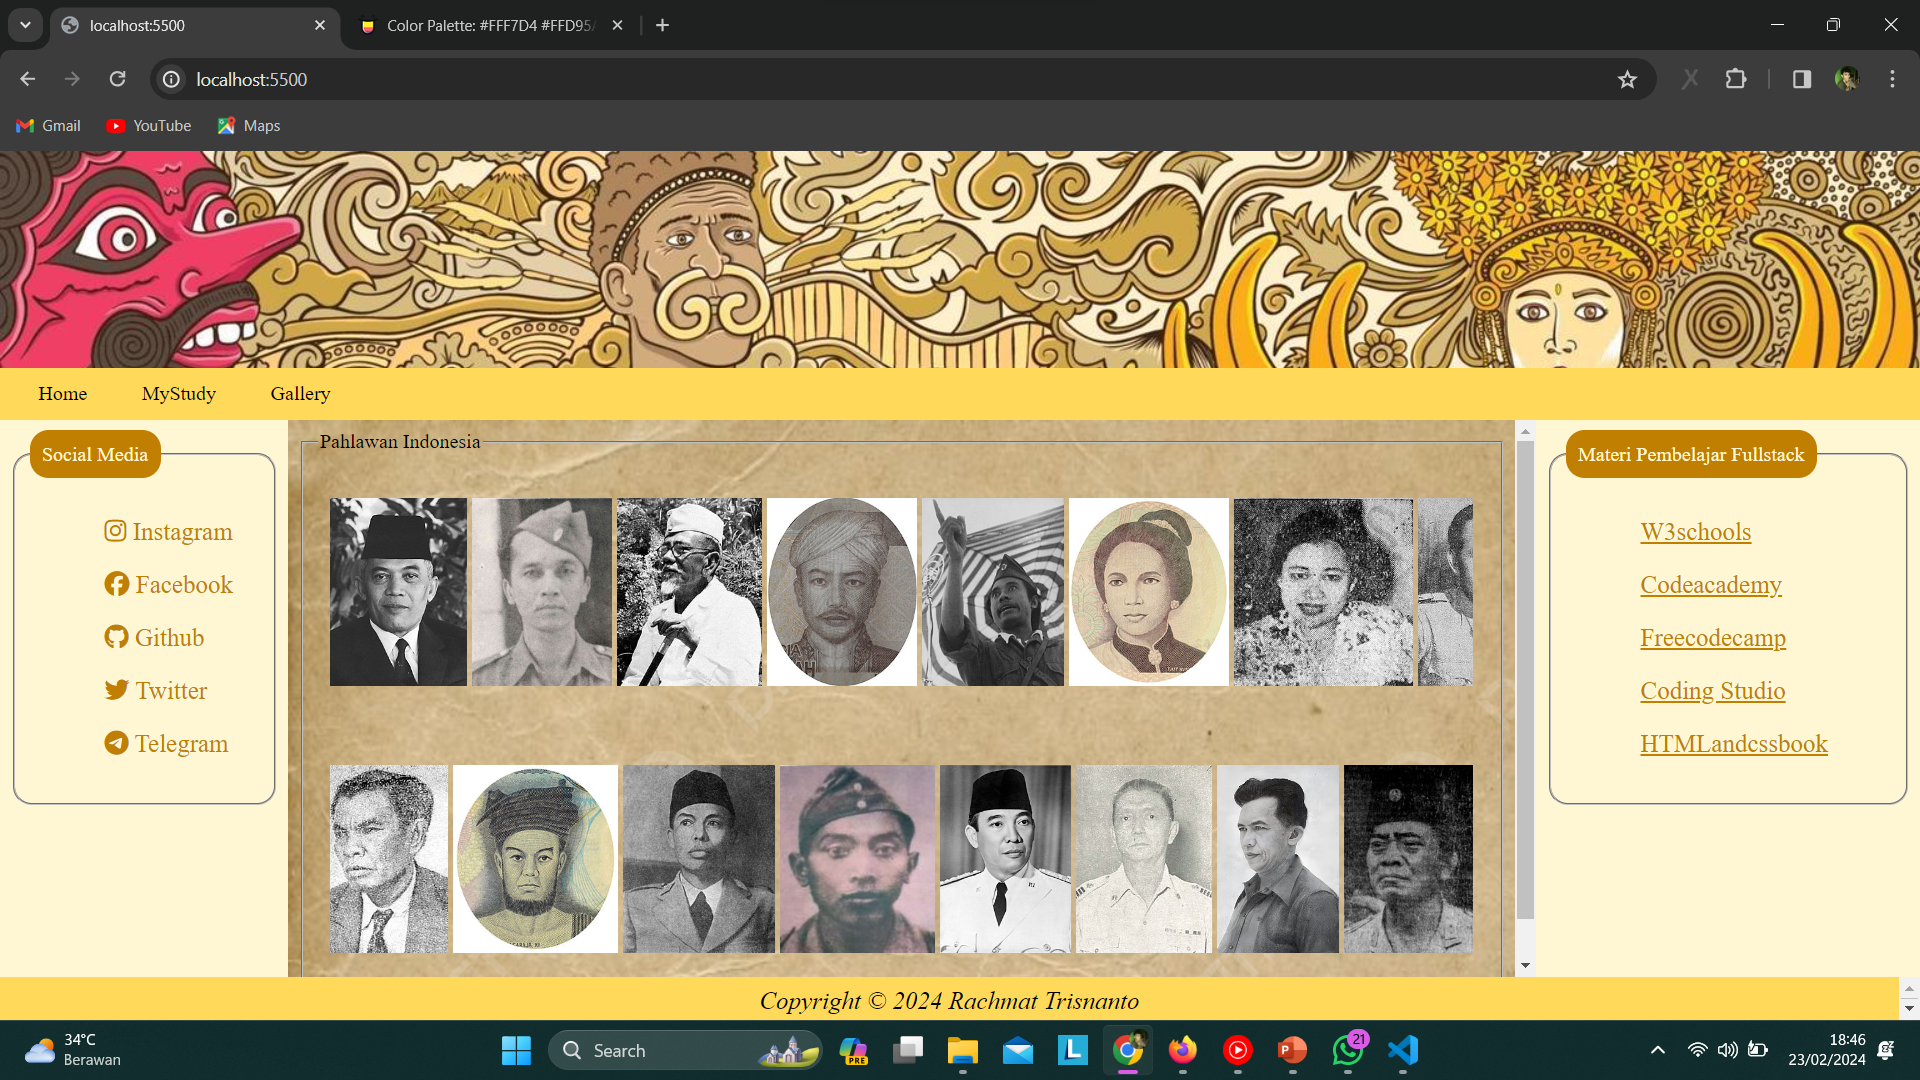 localhost:5500
Color Palette: #FFF7D4 #FFD95
localhost:5500
Gmail
YouTube
Maps
Home
MyStudy
Gallery
Social Media
Instagram
Facebook
Github
Twitter
Telegram
Pahlawan Indonesia
Materi Pembelajar Fullstack
W3schools
Codeacademy
Freecodecamp
Coding Studio
HTMLandcssbook
Copyright © 2024 Rachmat Trisnanto
34°C
Berawan
Search
PRE
21
18:46
23/02/2024